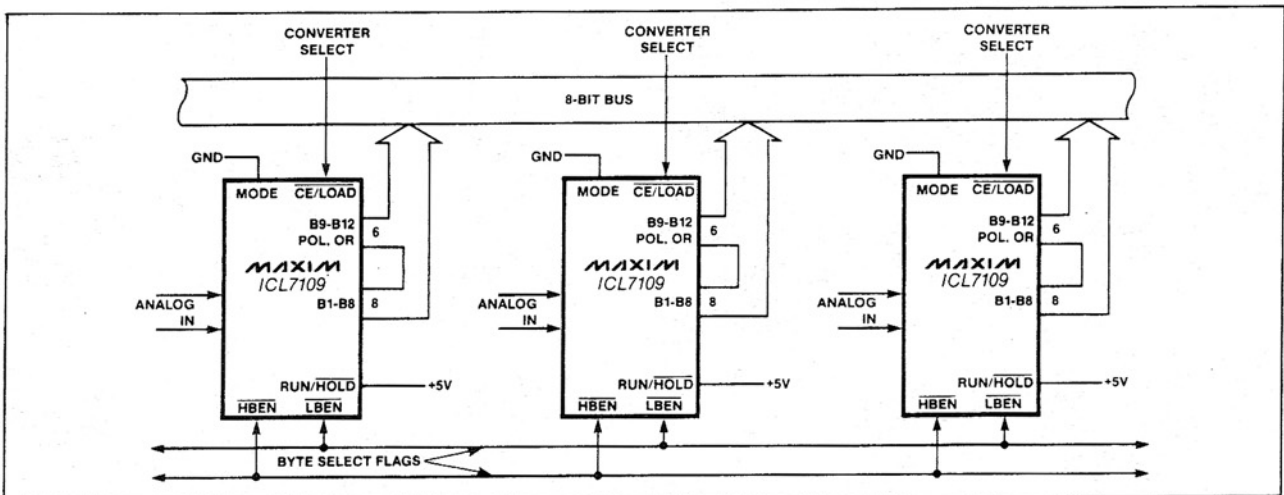 CONVERTER
SELECT
CONVERTER
SELECT
CONVERTER
SELECT
8-BIT BUS
GND
MODE CE/LOAD
B9-B12
POL. OR
6
MAXIM
ICL7109
B1-B8
8
ANALOG
IN
RUN/HOLD
+5V
HBEN LBEN
GND
MODE CE/LOAD
B9-B12
POL. OR
6
MAXIM
ICL7109
B1-B8
8
ANALOG
IN
RUN/HOLD
+5V
HBEN LBEN
GND
MODE CE/LOAD
B9-B12
POL. OR
6
MAXIM
ICL7109
B1-B8
8
ANALOG
IN
RUN/HOLD
+5V
HBEN LBEN
BYTE SELECT FLAGS